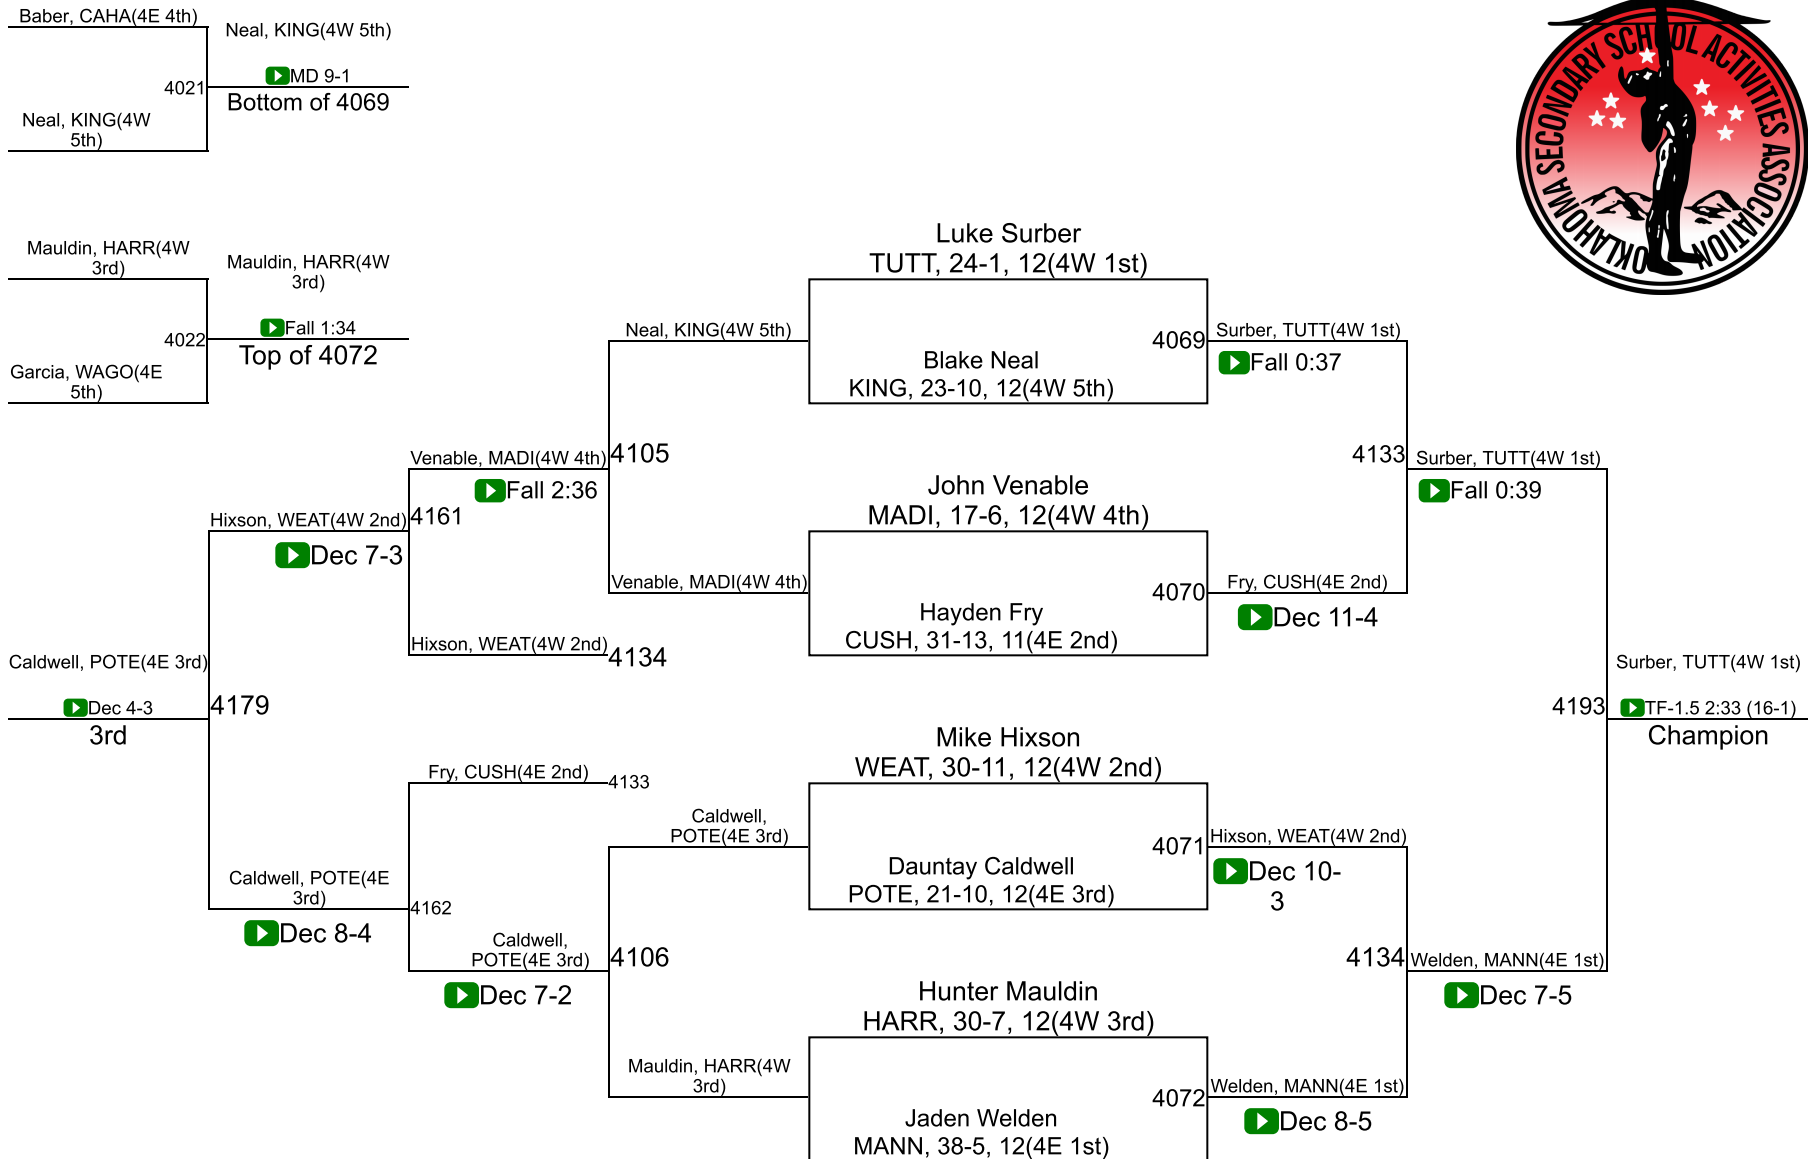 Baber, CAHA(4E 4th)
Neal, KING(4W 5th)
MD 9-1
4021
Bottom of 4069
Neal, KING(4W
5th)
OKLAHOMA SECONDARY SCHOOL ACTIVITIES ASSOCIATION
Mauldin, HARR(4W
3rd)
Mauldin, HARR(4W
3rd)
Fall 1:34
4022
Top of 4072
Garcia, WAGO(4E
5th)
Luke Surber
TUTT, 24-1, 12(4W 1st)
Neal, KING(4W 5th)
4069
Surber, TUTT(4W 1st)
Fall 0:37
Blake Neal
KING, 23-10, 12(4W 5th)
Venable, MADI(4W 4th)
4105
Fall 2:36
4133
Surber, TUTT(4W 1st)
Fall 0:39
John Venable
MADI, 17-6, 12(4W 4th)
Hixson, WEAT(4W 2nd)
4161
Dec 7-3
Venable, MADI(4W 4th)
4070
Fry, CUSH(4E 2nd)
Dec 11-4
Hayden Fry
CUSH, 31-13, 11(4E 2nd)
Hixson, WEAT(4W 2nd)
4134
Caldwell, POTE(4E 3rd)
Dec 4-3
3rd
4179
Surber, TUTT(4W 1st)
4193
TF-1.5 2:33 (16-1)
Champion
Mike Hixson
WEAT, 30-11, 12(4W 2nd)
Fry, CUSH(4E 2nd)
4133
Caldwell,
POTE(4E 3rd)
4071
Hixson, WEAT(4W 2nd)
Dec 10-
3
Dauntay Caldwell
POTE, 21-10, 12(4E 3rd)
Caldwell, POTE(4E
3rd)
4162
Dec 8-4
Caldwell,
POTE(4E 3rd)
4106
Dec 7-2
4134
Welden, MANN(4E 1st)
Dec 7-5
Hunter Mauldin
HARR, 30-7, 12(4W 3rd)
Mauldin, HARR(4W
3rd)
4072
Welden, MANN(4E 1st)
Dec 8-5
Jaden Welden
MANN, 38-5, 12(4E 1st)